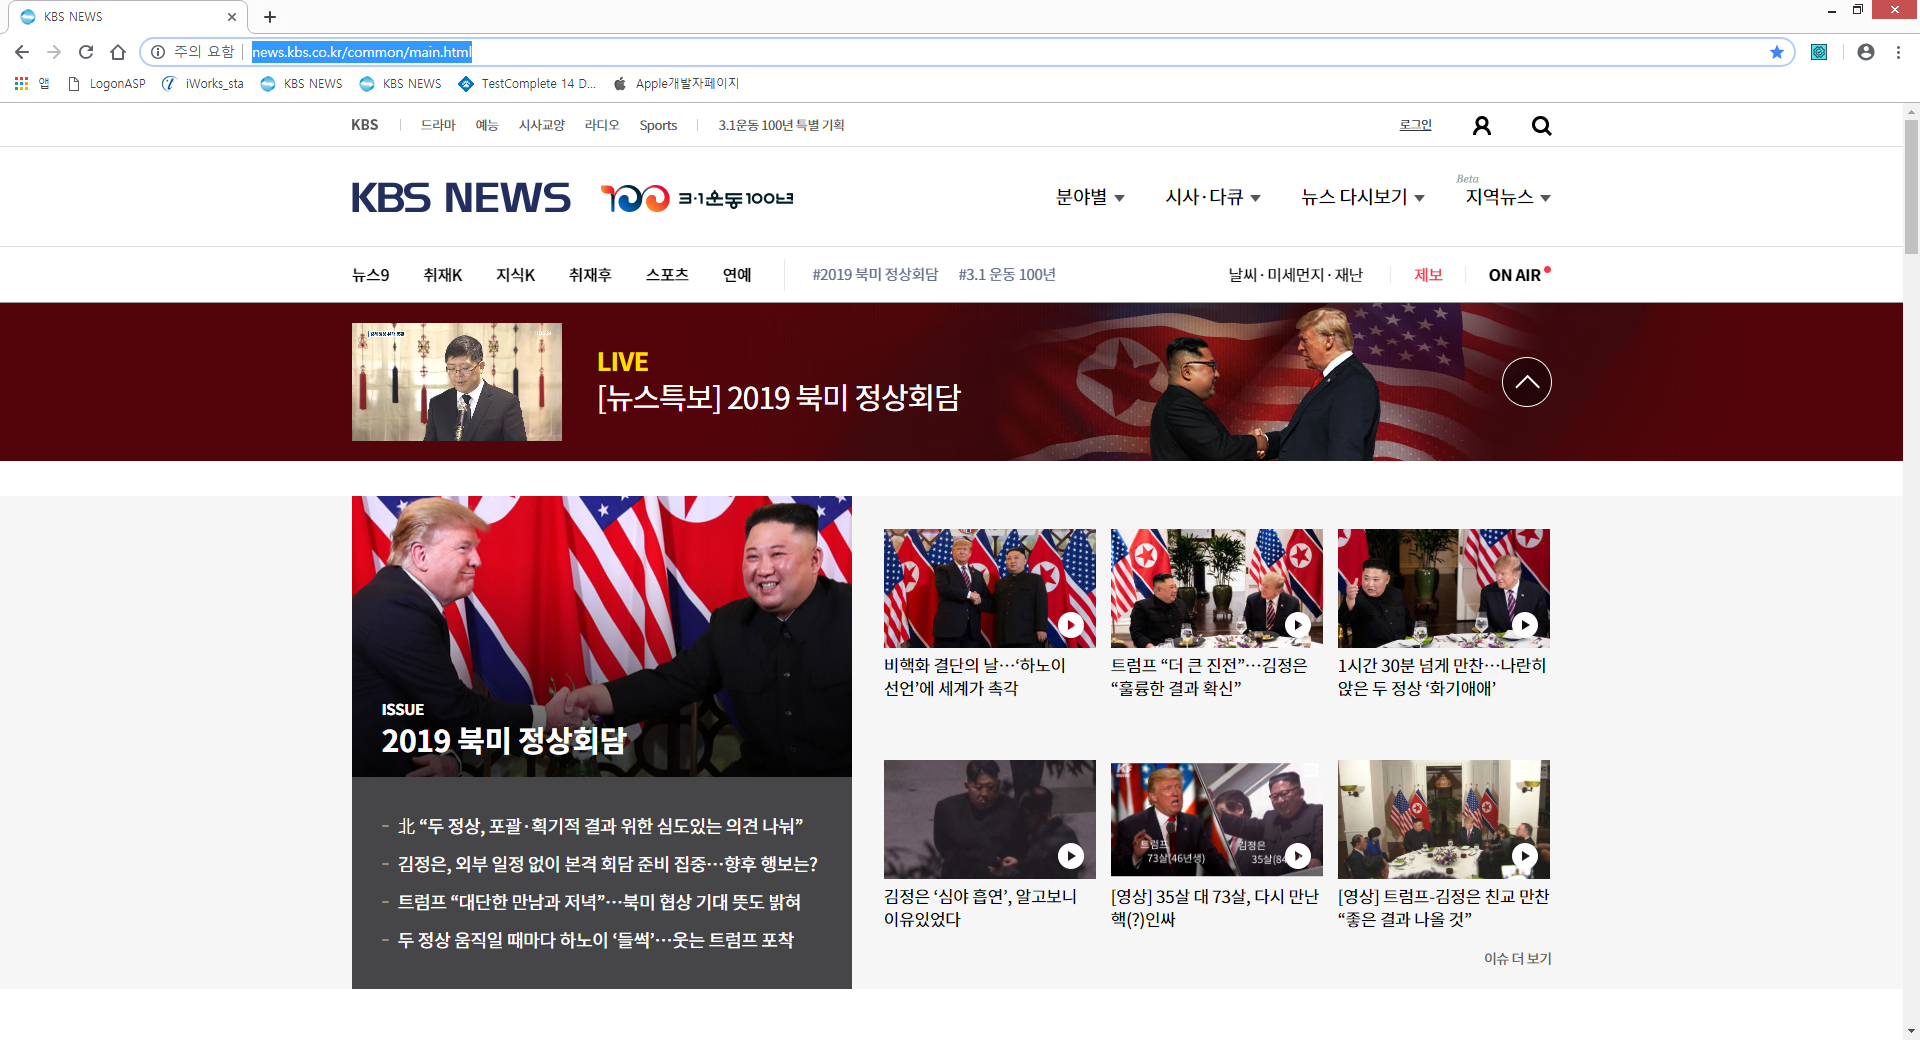 KBS NEWS
주의 요함 | news.kbs.co.kr/common/main.html
앱 LogonASP iWorks_sta KBS NEWS KBS NEWS TestComplete 14 D... Apple개발자페이지
KBS 드라마 예능 시사교양 라디오 Sports 3.1운동 100년 특별 기획 로그인
KBS NEWS 100 3·1운동100년
Beta
분야별 시사·다큐 뉴스 다시보기 지역뉴스
뉴스9 취재K 지식K 취재후 스포츠 연예 #2019 북미 정상회담 #3.1 운동 100년 날씨·미세먼지·재난 제보 ON AIR
LIVE
[뉴스특보] 2019 북미 정상회담
ISSUE
2019 북미 정상회담
- 北 “두 정상, 포괄·획기적 결과 위한 심도있는 의견 나눠”
- 김정은, 외부 일정 없이 본격 회담 준비 집중…향후 행보는?
- 트럼프 “대단한 만남과 저녁”…북미 협상 기대 뜻도 밝혀
- 두 정상 움직일 때마다 하노이 ‘들썩’…웃는 트럼프 포착
비핵화 결단의 날…‘하노이
선언’에 세계가 촉각
트럼프 “더 큰 진전”…김정은
“훌륭한 결과 확신”
1시간 30분 넘게 만찬…나란히
앉은 두 정상 ‘화기애애’
김정은 ‘심야 흡연’, 알고보니
이유있었다
트럼프
73살(46년생)
김정은
35살(84
[영상] 35살 대 73살, 다시 만난
핵(?)인싸
[영상] 트럼프-김정은 친교 만찬
“좋은 결과 나올 것”
이슈 더 보기